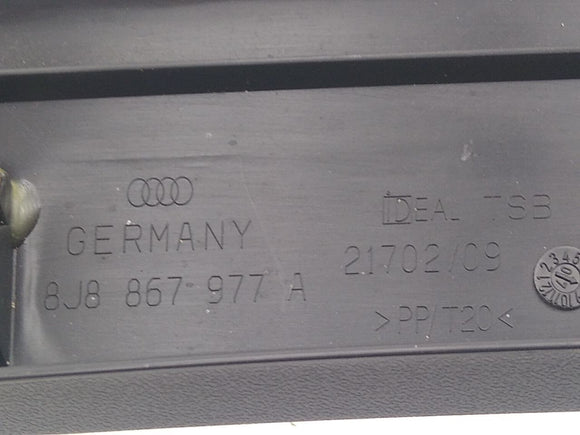 GERMANY
8J8 867 977 A
IDEAL TSB
21702/09
>PP/T20<